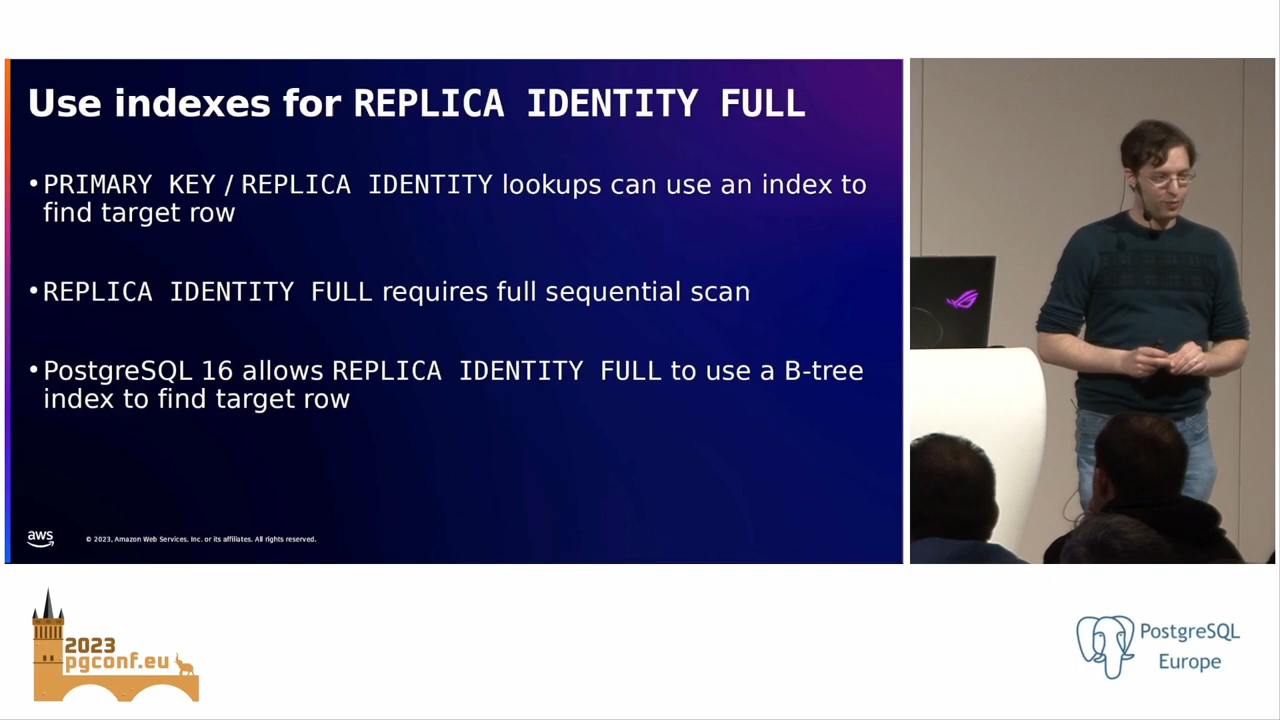 Use indexes for REPLICA IDENTITY FULL
•PRIMARY KEY / REPLICA IDENTITY lookups can use an index to
find target row
•REPLICA IDENTITY FULL requires full sequential scan
•PostgreSQL 16 allows REPLICA IDENTITY FULL to use a B-tree
index to find target row
aws
© 2023, Amazon Web Services, Inc. or its affiliates. All rights reserved.
2023
pgconf.eu
PostgreSQL
Europe